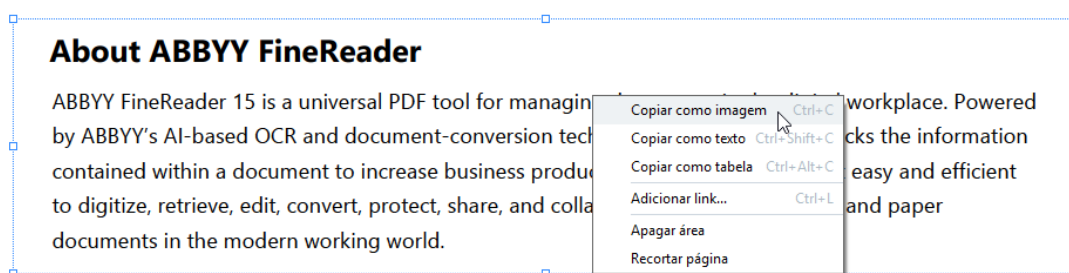 About ABBYY FineReader
ABBYY FineReader 15 is a universal PDF tool for managin workplace. Powered
by ABBYY's AI-based OCR and document-conversion tech cks the information
contained within a document to increase business produ easy and efficient
to digitize, retrieve, edit, convert, protect, share, and colla and paper
documents in the modern working world.
Copiar como imagem Ctrl+C
Copiar como texto Ctrl+Shift+C
Copiar como tabela Ctrl+Alt+C
Adicionar link... Ctrl+L
Apagar área
Recortar página